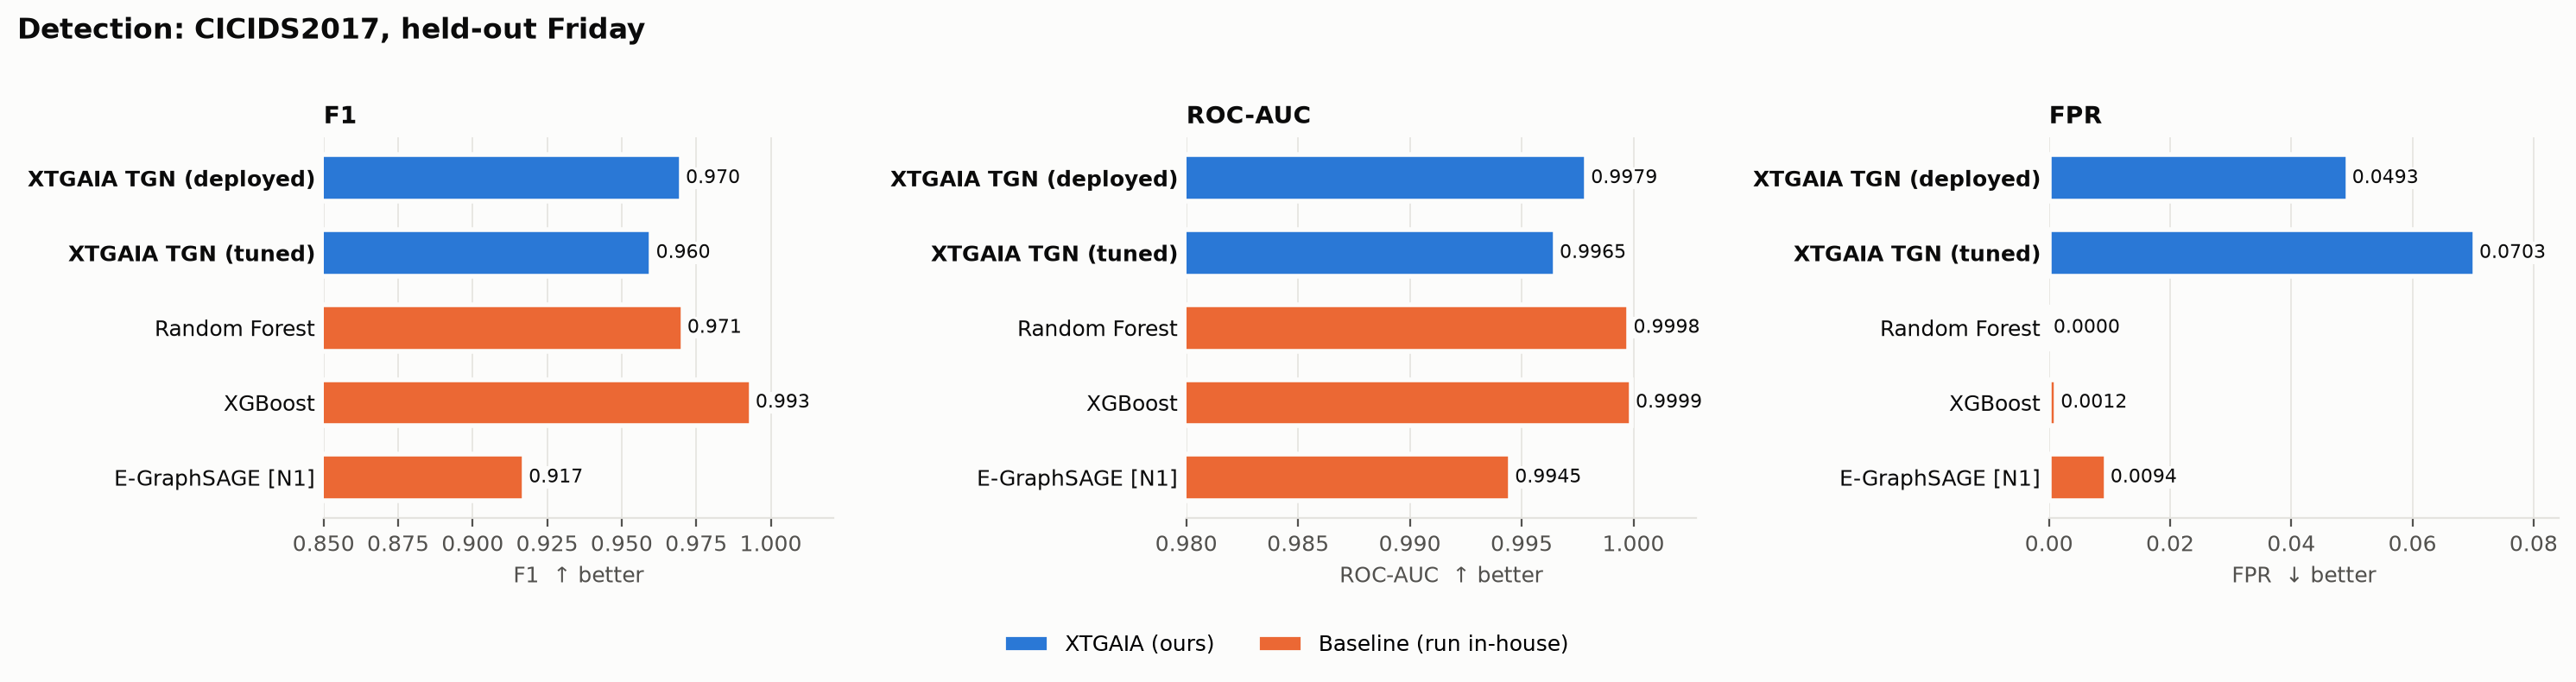 Detection: CICIDS2017, held-out Friday
F1
XTGAIA TGN (deployed) 0.970
XTGAIA TGN (tuned) 0.960
Random Forest 0.971
XGBoost 0.993
E-GraphSAGE [N1] 0.917
0.850 0.875 0.900 0.925 0.950 0.975 1.000
F1 ↑ better
ROC-AUC
XTGAIA TGN (deployed) 0.9979
XTGAIA TGN (tuned) 0.9965
Random Forest 0.9998
XGBoost 0.9999
E-GraphSAGE [N1] 0.9945
0.980 0.985 0.990 0.995 1.000
ROC-AUC ↑ better
FPR
XTGAIA TGN (deployed) 0.0493
XTGAIA TGN (tuned) 0.0703
Random Forest 0.0000
XGBoost 0.0012
E-GraphSAGE [N1] 0.0094
0.00 0.02 0.04 0.06 0.08
FPR ↓ better
XTGAIA (ours) Baseline (run in-house)